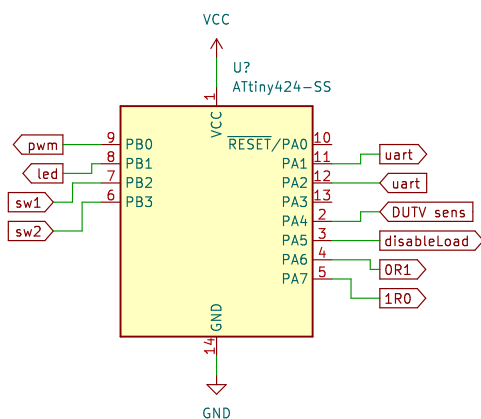 VCC
U?
ATtiny424-SS
1
VCC
pwm 9 PB0
led 8 PB1
sw1 7 PB2
sw2 6 PB3
RESET/PA0 10
PA1 11 uart
PA2 12 uart
PA3 13
PA4 2 DUTV sens
PA5 3 disableLoad
PA6 4 0R1
PA7 5 1R0
GND
14
GND